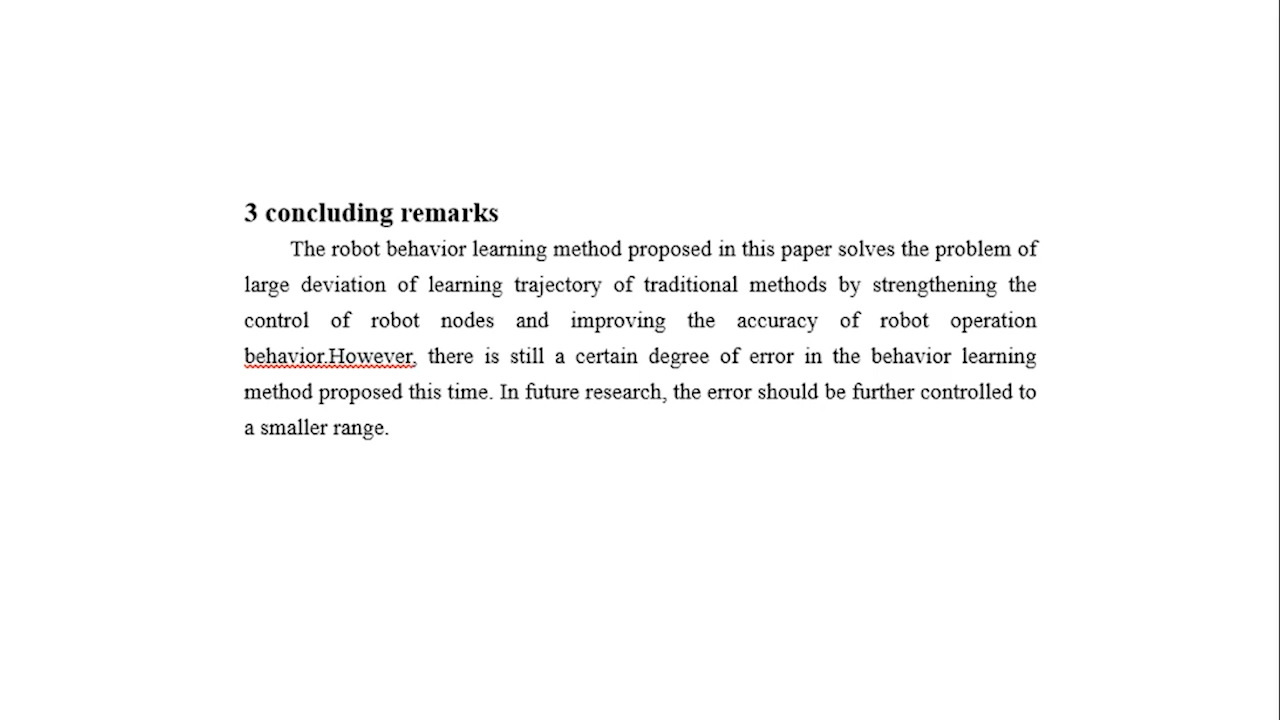 3 concluding remarks
The robot behavior learning method proposed in this paper solves the problem of
large deviation of learning trajectory of traditional methods by strengthening the
control of robot nodes and improving the accuracy of robot operation
behavior.However, there is still a certain degree of error in the behavior learning
method proposed this time. In future research, the error should be further controlled to
a smaller range.